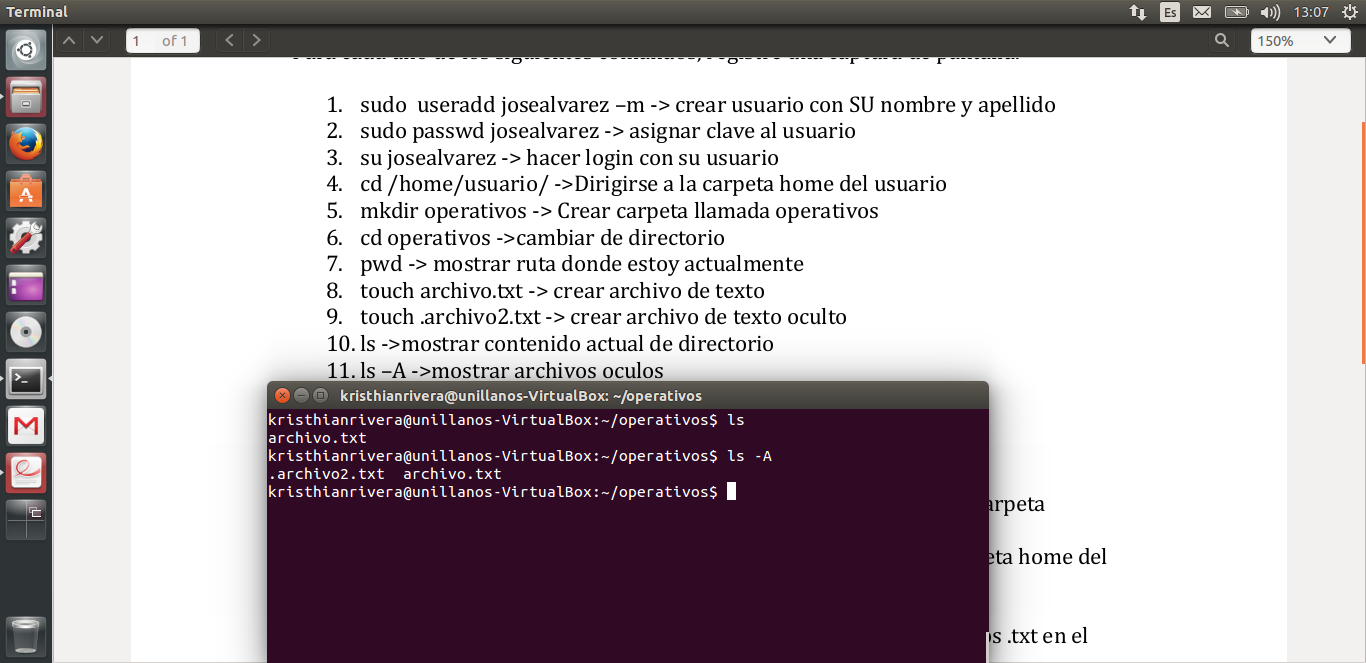 Terminal
Es
13:07
1 of 1
150%
1. sudo  useradd josealvarez –m -> crear usuario con SU nombre y apellido
2. sudo passwd josealvarez -> asignar clave al usuario
3. su josealvarez -> hacer login con su usuario
4. cd /home/usuario/ ->Dirigirse a la carpeta home del usuario
5. mkdir operativos -> Crear carpeta llamada operativos
6. cd operativos ->cambiar de directorio
7. pwd -> mostrar ruta donde estoy actualmente
8. touch archivo.txt -> crear archivo de texto
9. touch .archivo2.txt -> crear archivo de texto oculto
10. ls ->mostrar contenido actual de directorio
11. ls –A ->mostrar archivos oculos
kristhianrivera@unillanos-VirtualBox: ~/operativos
kristhianrivera@unillanos-VirtualBox:~/operativos$ ls
archivo.txt
kristhianrivera@unillanos-VirtualBox:~/operativos$ ls -A
.archivo2.txt  archivo.txt
kristhianrivera@unillanos-VirtualBox:~/operativos$
arpeta
eta home del
os .txt en el